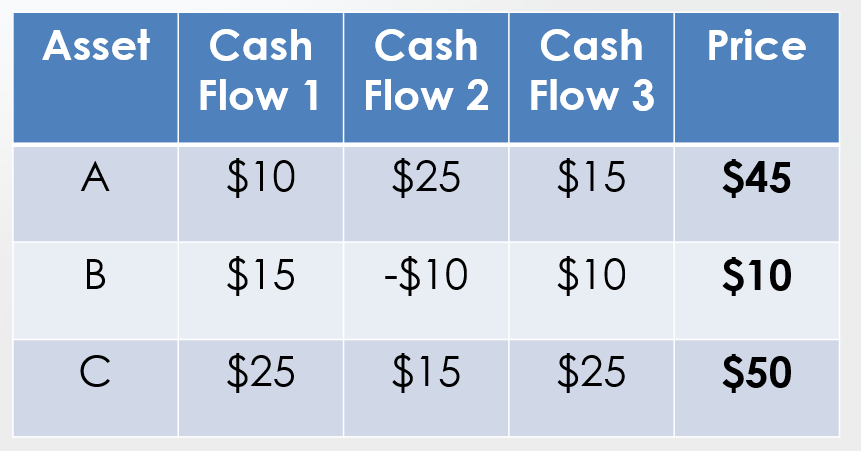 Asset Cash Flow 1 Cash Flow 2 Cash Flow 3 Price
A $10 $25 $15 $45
B $15 -$10 $10 $10
C $25 $15 $25 $50